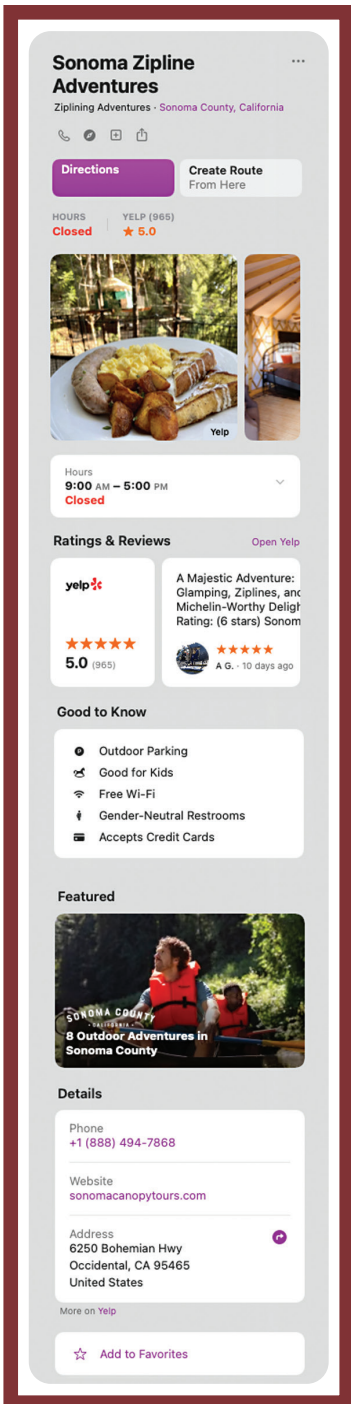 Sonoma Zipline
Adventures
Ziplining Adventures · Sonoma County, California
Directions
Create Route
From Here
HOURS
Closed
YELP (965)
★ 5.0
Yelp
Hours
9:00 AM – 5:00 PM
Closed
Ratings & Reviews
Open Yelp
yelp
★★★★★
5.0 (965)
A Majestic Adventure:
Glamping, Ziplines, and
Michelin-Worthy Deligh
Rating: (6 stars) Sonom
★★★★★
A G. · 10 days ago
Good to Know
Outdoor Parking
Good for Kids
Free Wi-Fi
Gender-Neutral Restrooms
Accepts Credit Cards
Featured
SONOMA COUNTY
• CALIFORNIA •
8 Outdoor Adventures in
Sonoma County
Details
Phone
+1 (888) 494-7868
Website
sonomacanopytours.com
Address
6250 Bohemian Hwy
Occidental, CA 95465
United States
More on Yelp
Add to Favorites